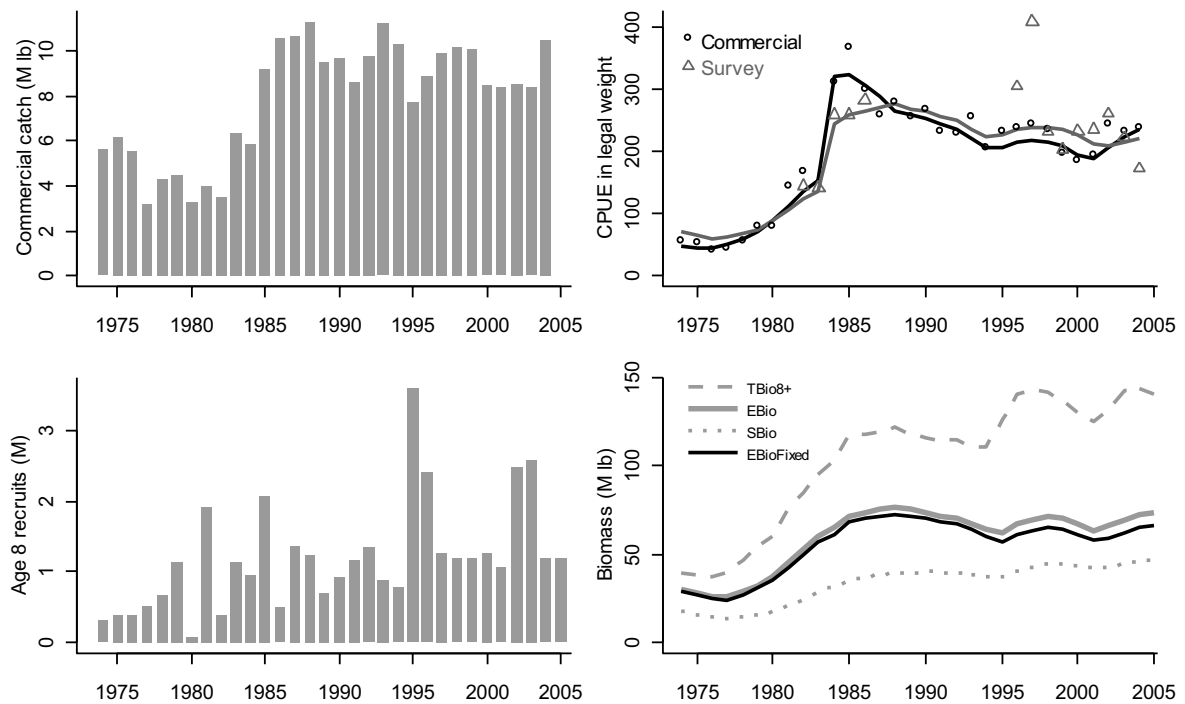 Commercial catch (M lb)
0 2 4 6 8 10
1975 1980 1985 1990 1995 2000 2005
CPUE in legal weight
0 100 200 300 400
Commercial
Survey
1975 1980 1985 1990 1995 2000 2005
Age 8 recruits (M)
0 1 2 3
1975 1980 1985 1990 1995 2000 2005
Biomass (M lb)
0 50 100 150
TBio8+
EBio
SBio
EBioFixed
1975 1980 1985 1990 1995 2000 2005